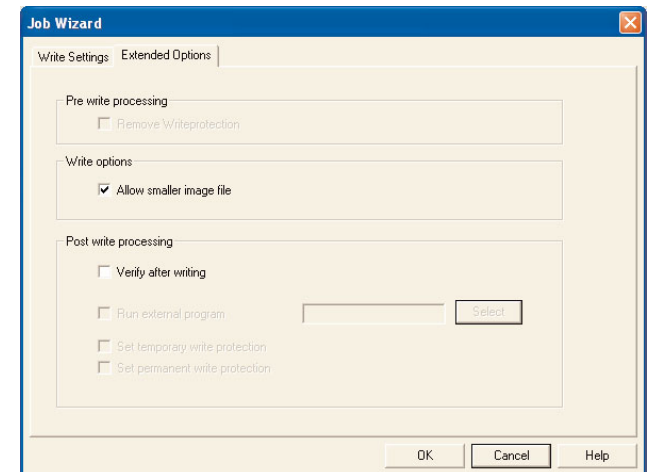 Job Wizard
Write Settings Extended Options
Pre write processing
Remove Writeprotection
Write options
Allow smaller image file
Post write processing
Verify after writing
Run external program Select
Set temporary write protection
Set permanent write protection
OK Cancel Help